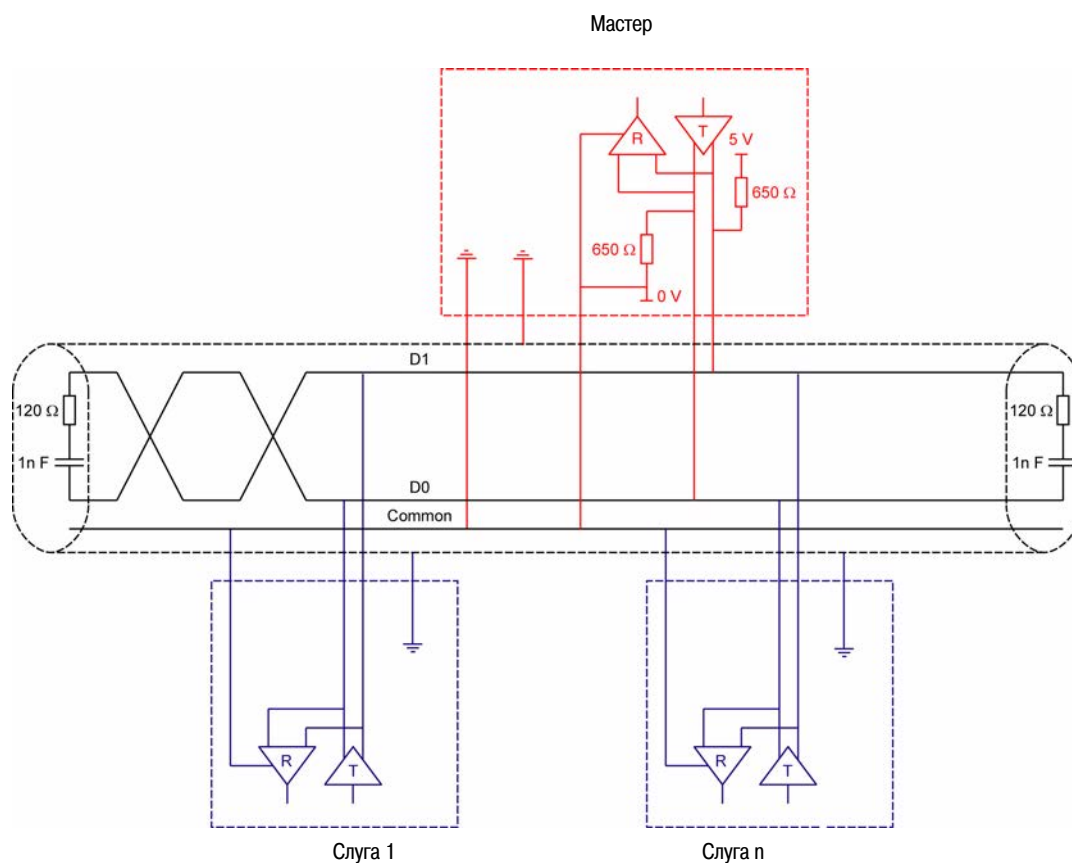 Мастер
R
T
5 V
650 Ω
650 Ω
0 V
D1
120 Ω
1n F
120 Ω
1n F
D0
Common
R
T
R
T
Слуга 1
Слуга n